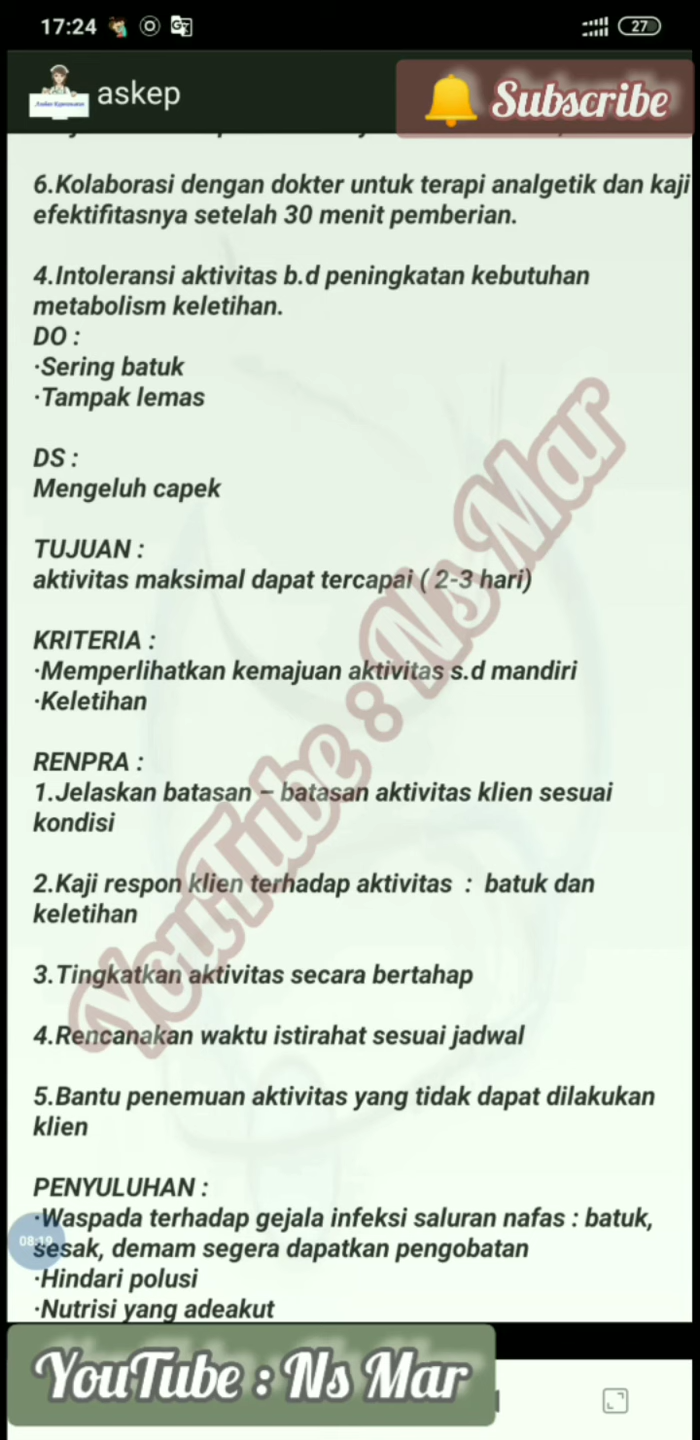 17:24
27
askep
Subscribe
6.Kolaborasi dengan dokter untuk terapi analgetik dan kaji
efektifitasnya setelah 30 menit pemberian.
4.Intoleransi aktivitas b.d peningkatan kebutuhan
metabolism keletihan.
DO :
·Sering batuk
·Tampak lemas
DS :
Mengeluh capek
TUJUAN :
aktivitas maksimal dapat tercapai ( 2-3 hari)
KRITERIA :
·Memperlihatkan kemajuan aktivitas s.d mandiri
·Keletihan
RENPRA :
1.Jelaskan batasan – batasan aktivitas klien sesuai
kondisi
2.Kaji respon klien terhadap aktivitas : batuk dan
keletihan
3.Tingkatkan aktivitas secara bertahap
4.Rencanakan waktu istirahat sesuai jadwal
5.Bantu penemuan aktivitas yang tidak dapat dilakukan
klien
PENYULUHAN :
·Waspada terhadap gejala infeksi saluran nafas : batuk,
sesak, demam segera dapatkan pengobatan
·Hindari polusi
·Nutrisi yang adeakut
08:19
YouTube : Ns Mar
YouTube : Ns Mar